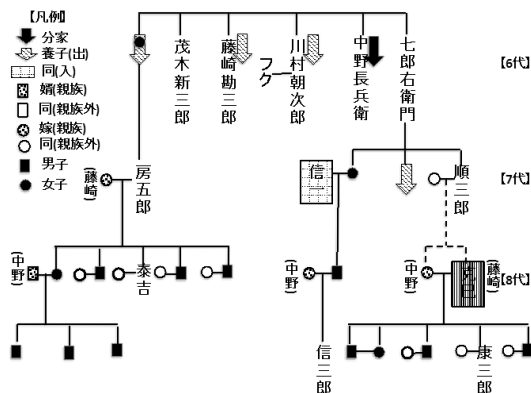 【凡例】
分家
養子(出)
同(入)
婿(親族)
同(親族外)
嫁(親族)
同(親族外)
男子
女子
茂木新三郎
藤崎勘三郎
フク
川村朝次郎
中野長兵衛
七郎右衛門
【6代】
(藤崎)
房五郎
信一
順三郎
【7代】
(中野)
泰吉
(中野)
(中野)
(藤崎)
【8代】
信三郎
康三郎